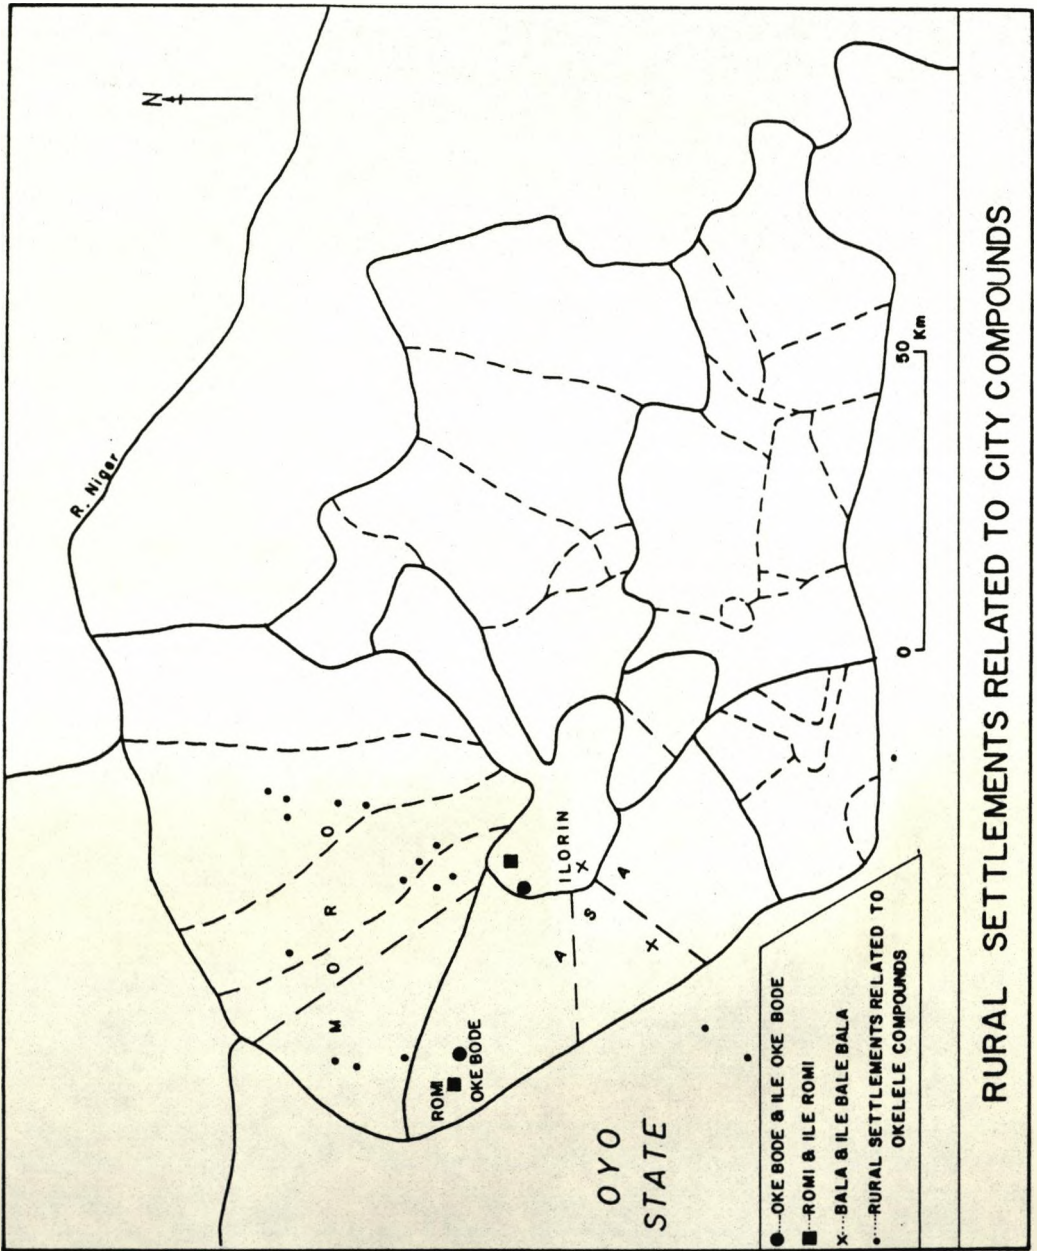 N
R. Niger
M O R O
ILORIN
A S A
ROMI
OKE BODE
OYO
STATE
0 50 Km
●----OKE BODE & ILE OKE BODE
■---ROMI & ILE ROMI
x---BALA & ILE BALE BALA
•----RURAL SETTLEMENTS RELATED TO
OKELELE COMPOUNDS
RURAL SETTLEMENTS RELATED TO CITY COMPOUNDS